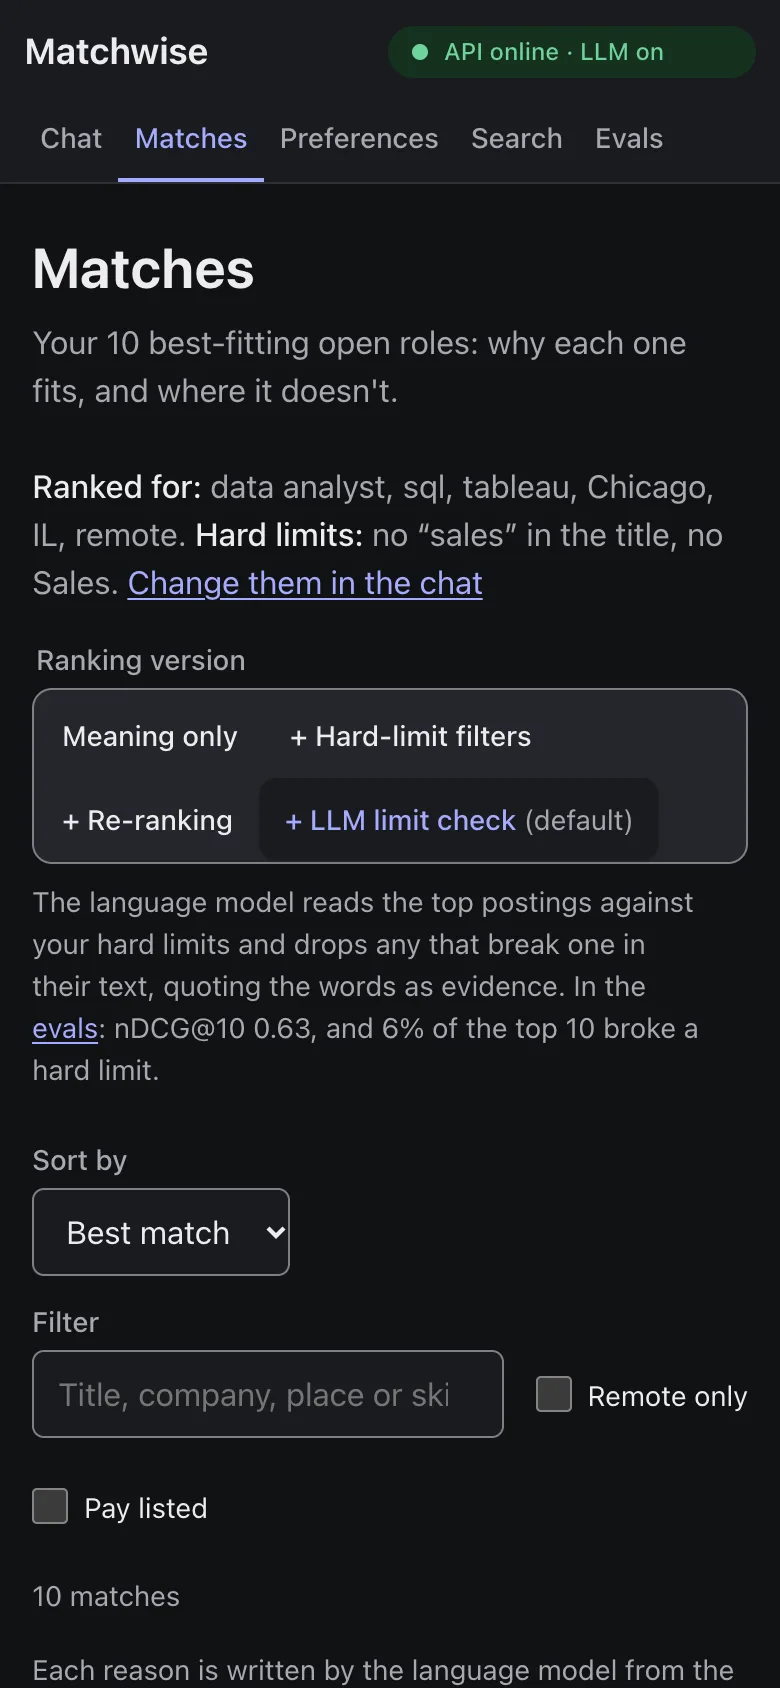 Matchwise
API online · LLM on
Chat Matches Preferences Search Evals
Matches
Your 10 best-fitting open roles: why each one
fits, and where it doesn't.
Ranked for: data analyst, sql, tableau, Chicago,
IL, remote. Hard limits: no “sales” in the title, no
Sales. Change them in the chat
Ranking version
Meaning only + Hard-limit filters
+ Re-ranking + LLM limit check (default)
The language model reads the top postings against
your hard limits and drops any that break one in
their text, quoting the words as evidence. In the
evals: nDCG@10 0.63, and 6% of the top 10 broke a
hard limit.
Sort by
Best match
Filter
Title, company, place or ski
Remote only
Pay listed
10 matches
Each reason is written by the language model from the